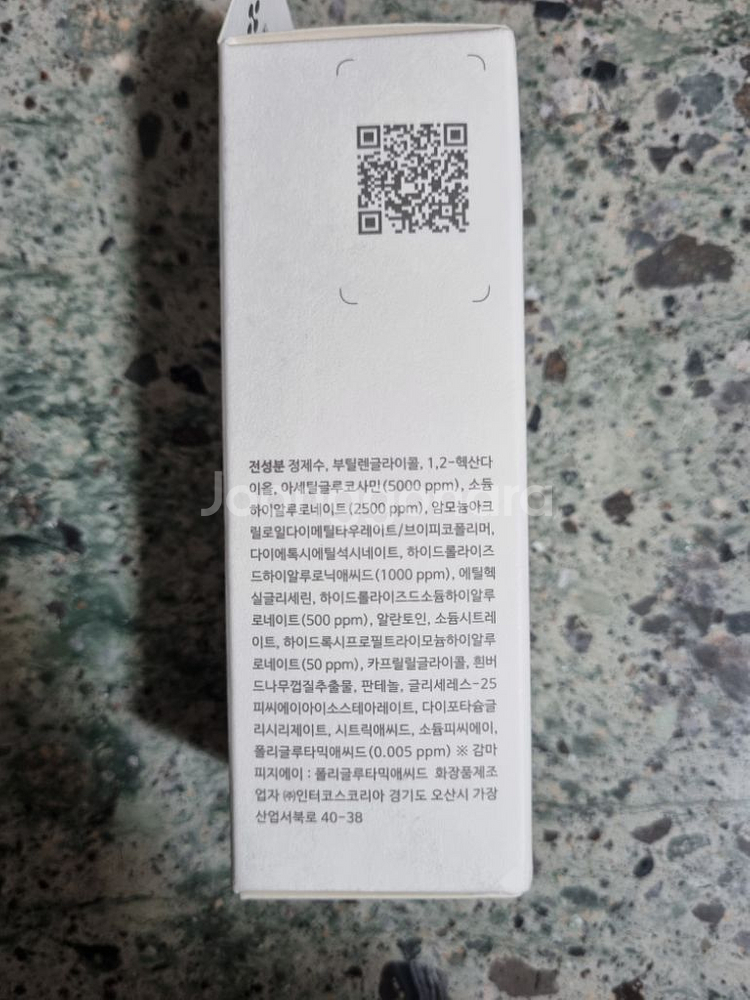 전성분 정제수, 부틸렌글라이콜, 1,2-헥산다
이올, 아세틸글루코사민(5000 ppm), 소듐
하이알루로네이트(2500 ppm), 암모늄아크
릴로일다이메틸타우레이트/브이피코폴리머,
다이에톡시에틸석시네이트, 하이드롤라이즈
드하이알루로닉애씨드(1000 ppm), 에틸헥
실글리세린, 하이드롤라이즈드소듐하이알루
로네이트(500 ppm), 알란토인, 소듐시트레
이트, 하이드록시프로필트라이모늄하이알루
로네이트(50 ppm), 카프릴릴글라이콜, 흰버
드나무껍질추출물, 판테놀, 글리세레스-25
피씨에이아이소스테아레이트, 다이포타슘글
리시리제이트, 시트릭애씨드, 소듐피씨에이,
폴리글루타믹애씨드(0.005 ppm) ※ 감마
피지에이 : 폴리글루타믹애씨드 화장품제조
업자 ㈜인터코스코리아 경기도 오산시 가장
산업서북로 40-38
Joonggonara